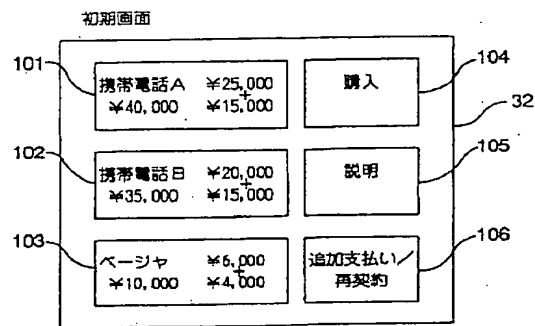 初期画面
101
携帯電話A ¥25,000
+
¥40,000 ¥15,000
購入
104
32
102
携帯電話B ¥20,000
+
¥35,000 ¥15,000
説明
105
103
ページャ ¥6,000
+
¥10,000 ¥4,000
追加支払い/
再契約
106